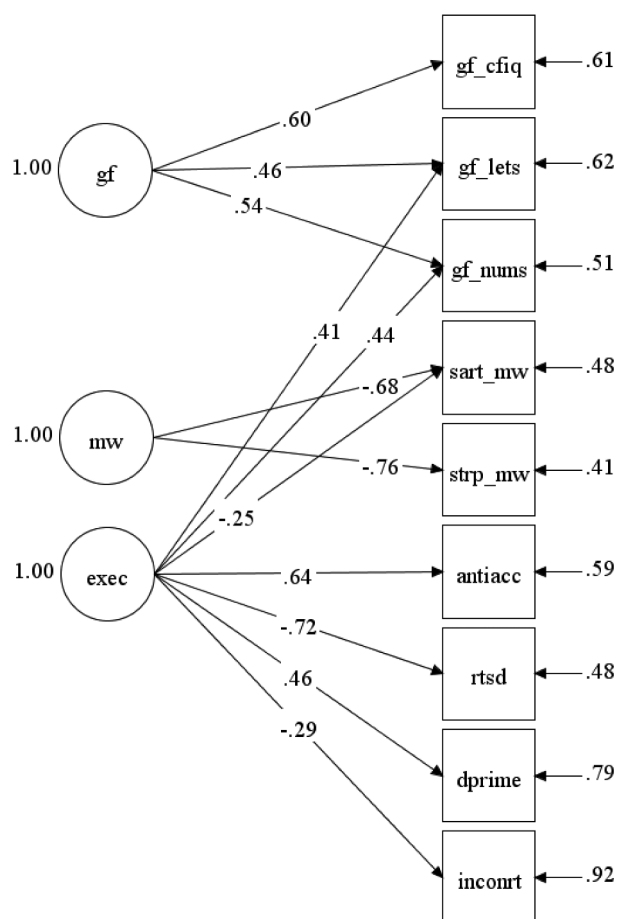 gf_cfiq
.61
.60
1.00
gf
.46
gf_lets
.62
.54
gf_nums
.51
.41
.44
sart_mw
.48
-.68
1.00
mw
-.76
strp_mw
.41
-.25
1.00
exec
.64
antiacc
.59
-.72
rtsd
.48
.46
-.29
dprime
.79
inconrt
.92